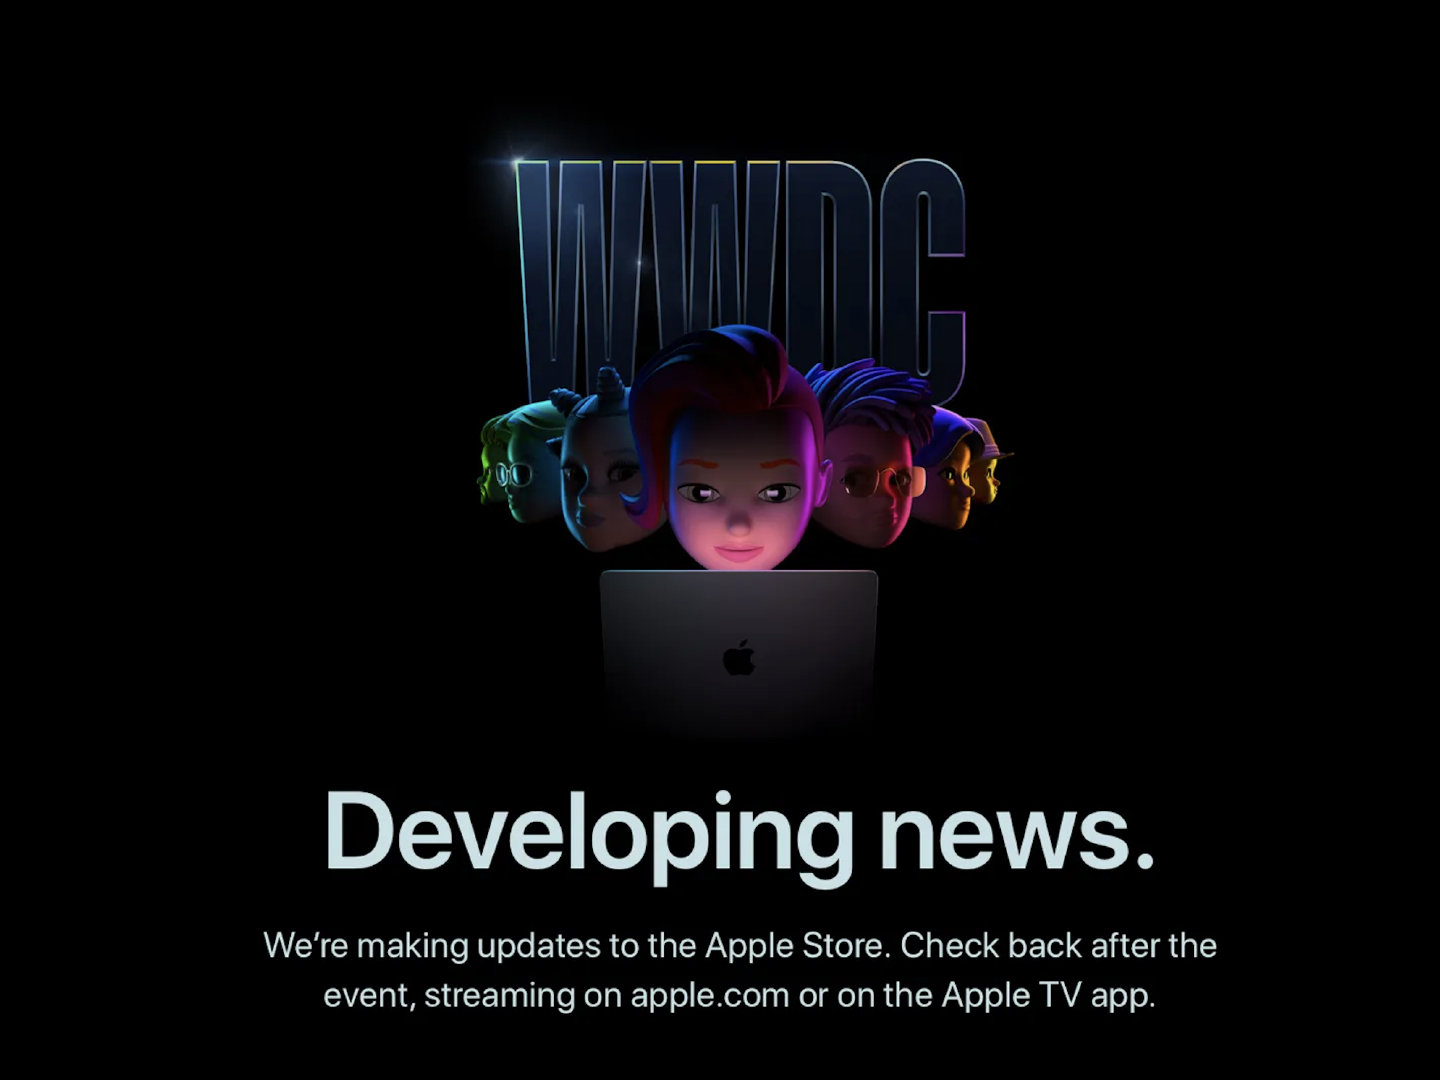 WWDC
Developing news.
We’re making updates to the Apple Store. Check back after the
event, streaming on apple.com or on the Apple TV app.